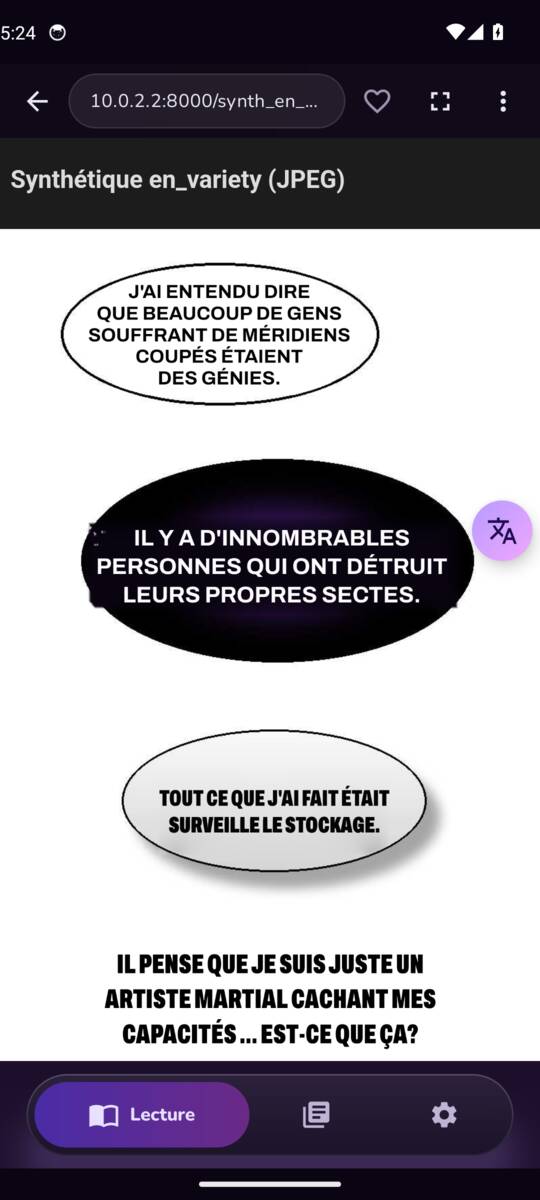 5:24
10.0.2.2:8000/synth_en_...
Synthétique en_variety (JPEG)
J'AI ENTENDU DIRE
QUE BEAUCOUP DE GENS
SOUFFRANT DE MÉRIDIENS
COUPÉS ÉTAIENT
DES GÉNIES.
IL Y A D'INNOMBRABLES
PERSONNES QUI ONT DÉTRUIT
LEURS PROPRES SECTES.
TOUT CE QUE J'AI FAIT ÉTAIT
SURVEILLE LE STOCKAGE.
IL PENSE QUE JE SUIS JUSTE UN
ARTISTE MARTIAL CACHANT MES
CAPACITÉS ... EST-CE QUE ÇA?
Lecture